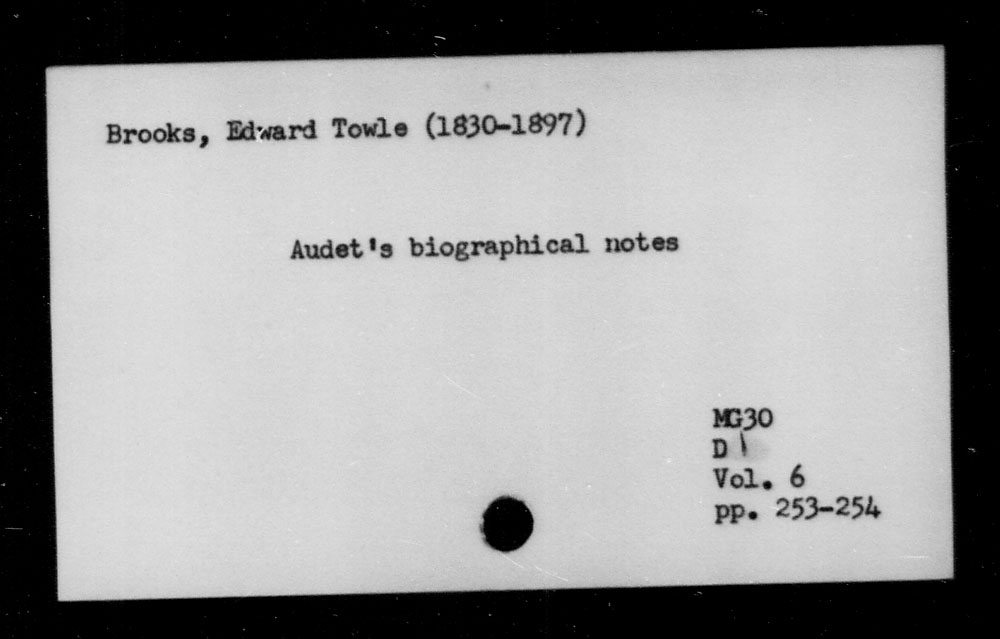 Brooks, Edward Towle (1830-1897)
Audet's biographical notes
MG30
D 1
Vol. 6
pp. 253-254